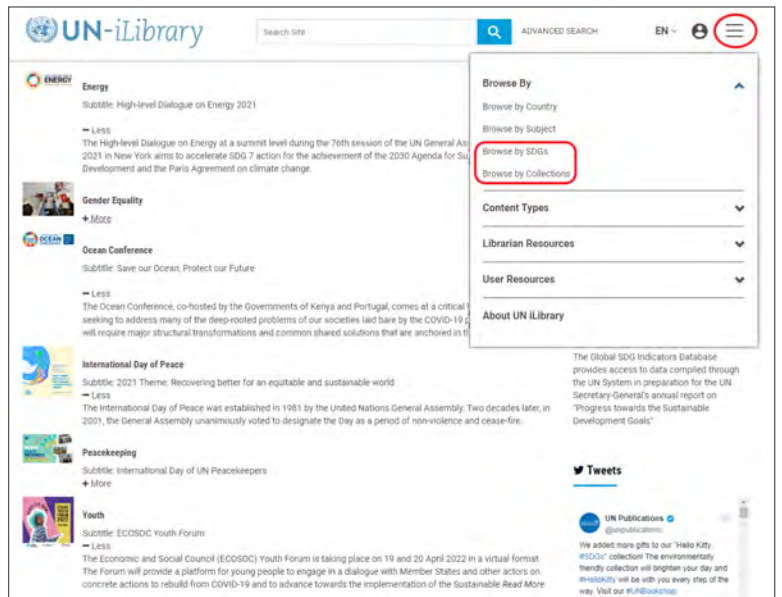 UN-iLibrary
Search Site
ADVANCED SEARCH
EN
Browse By
Browse by Country
Browse by Subject
Browse by SDGs
Browse by Collections
Content Types
Librarian Resources
User Resources
About UN iLibrary
ENERGY
Energy
Subtitle: High-level Dialogue on Energy 2021
Less
The High-level Dialogue on Energy at a summit level during the 76th session of the UN General
2021 in New York aims to accelerate SDG 7 action for the achievement of the 2030 Agenda for
Development and the Paris Agreement on climate change.
Gender Equality
+ More
OCEAN
Ocean Conference
Subtitle: Save our Ocean, Protect our Future
Less
The Ocean Conference, co-hosted by the Governments of Kenya and Portugal, comes at a critical
seeking to address many of the deep-rooted problems of our societies laid bare by the COVID-19
will require major structural transformations and common shared solutions that are anchored in
International Day of Peace
Subtitle: 2021 Theme: Recovering better for an equitable and sustainable world
Less
The International Day of Peace was established in 1981 by the United Nations General Assembly. Two decades later, in
2001, the General Assembly unanimously voted to designate the Day as a period of non-violence and cease-fire.
Peacekeeping
Subtitle: International Day of UN Peacekeepers
+ More
Youth
Subtitle: ECOSOC Youth Forum
Less
The Economic and Social Council (ECOSOC) Youth Forum is taking place on 19 and 20 April 2022 in a virtual format.
The Forum will provide a platform for young people to engage in a dialogue with Member States and other actors on
concrete actions to rebuild from COVID-19 and to advance towards the implementation of the Sustainable Read More
The Global SDG Indicators Database
provides access to data compiled through
the UN System in preparation for the UN
Secretary-General's annual report on
"Progress towards the Sustainable
Development Goals"
Tweets
UN Publications
@unpublications
We added more gifts to our "Hello Kitty
#SDGs" collection! The environmentally
friendly collection will brighten your day and
#HelloKitty will be with you every step of the
way. Visit our #UNBookshop